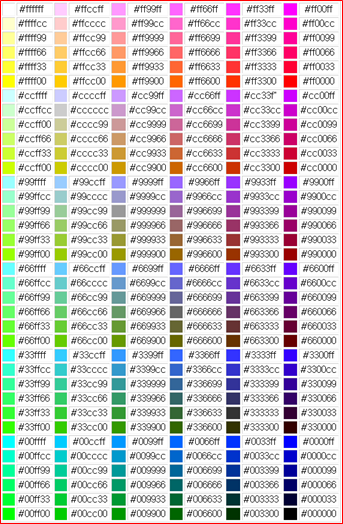 #ffffff #ffccff #ff99ff #ff66ff #ff33ff #ff00ff
#ffffcc #ffcccc #ff99cc #ff66cc #ff33cc #ff00cc
#ffff99 #ffcc99 #ff9999 #ff6699 #ff3399 #ff0099
#ffff66 #ffcc66 #ff9966 #ff6666 #ff3366 #ff0066
#ffff33 #ffcc33 #ff9933 #ff6633 #ff3333 #ff0033
#ffff00 #ffcc00 #ff9900 #ff6600 #ff3300 #ff0000
#ccffff #ccccff #cc99ff #cc66ff #cc33f" #cc00ff
#ccffcc #cccccc #cc99cc #cc66cc #cc33cc #cc00cc
#ccff00 #cccc99 #cc9999 #cc6699 #cc3399 #cc0099
#ccff66 #cccc66 #cc9966 #cc6666 #cc3366 #cc0066
#ccff33 #cccc33 #cc9933 #cc6633 #cc3333 #cc0033
#ccff00 #cccc00 #cc9900 #cc6600 #cc3300 #cc0000
#99ffff #99ccff #9999ff #9966ff #9933ff #9900ff
#99ffcc #99cccc #9999cc #9966cc #9933cc #9900cc
#99ff99 #99cc99 #999999 #996699 #993399 #990099
#99ff66 #99cc66 #999966 #996666 #993366 #990066
#99ff33 #99cc33 #999933 #996633 #993333 #990033
#99ff00 #99cc00 #999900 #996600 #993300 #990000
#66ffff #66ccff #6699ff #6666ff #6633ff #6600ff
#66ffcc #66cccc #6699cc #6666cc #6633cc #6600cc
#66ff99 #66cc99 #669999 #666699 #663399 #660099
#66ff66 #66cc66 #669966 #666666 #663366 #660066
#66ff33 #66cc33 #669933 #666633 #663333 #660033
#66ff00 #66cc00 #669900 #666600 #663300 #660000
#33ffff #33ccff #3399ff #3366ff #3333ff #3300ff
#33ffcc #33cccc #3399cc #3366cc #3333cc #3300cc
#33ff99 #33cc99 #339999 #336699 #333399 #330099
#33ff66 #33cc66 #339966 #336666 #333366 #330066
#33ff33 #33cc33 #339933 #336633 #333333 #330033
#33ff00 #33cc00 #339900 #336600 #333300 #330000
#00ffff #00ccff #0099ff #0066ff #0033ff #0000ff
#00ffcc #00cccc #0099cc #0066cc #0033cc #0000cc
#00ff99 #00cc99 #009999 #006699 #003399 #000099
#00ff66 #00cc66 #009966 #006666 #003366 #000066
#00ff33 #00cc33 #009933 #006633 #003333 #000033
#00ff00 #00cc00 #009900 #006600 #003300 #000000